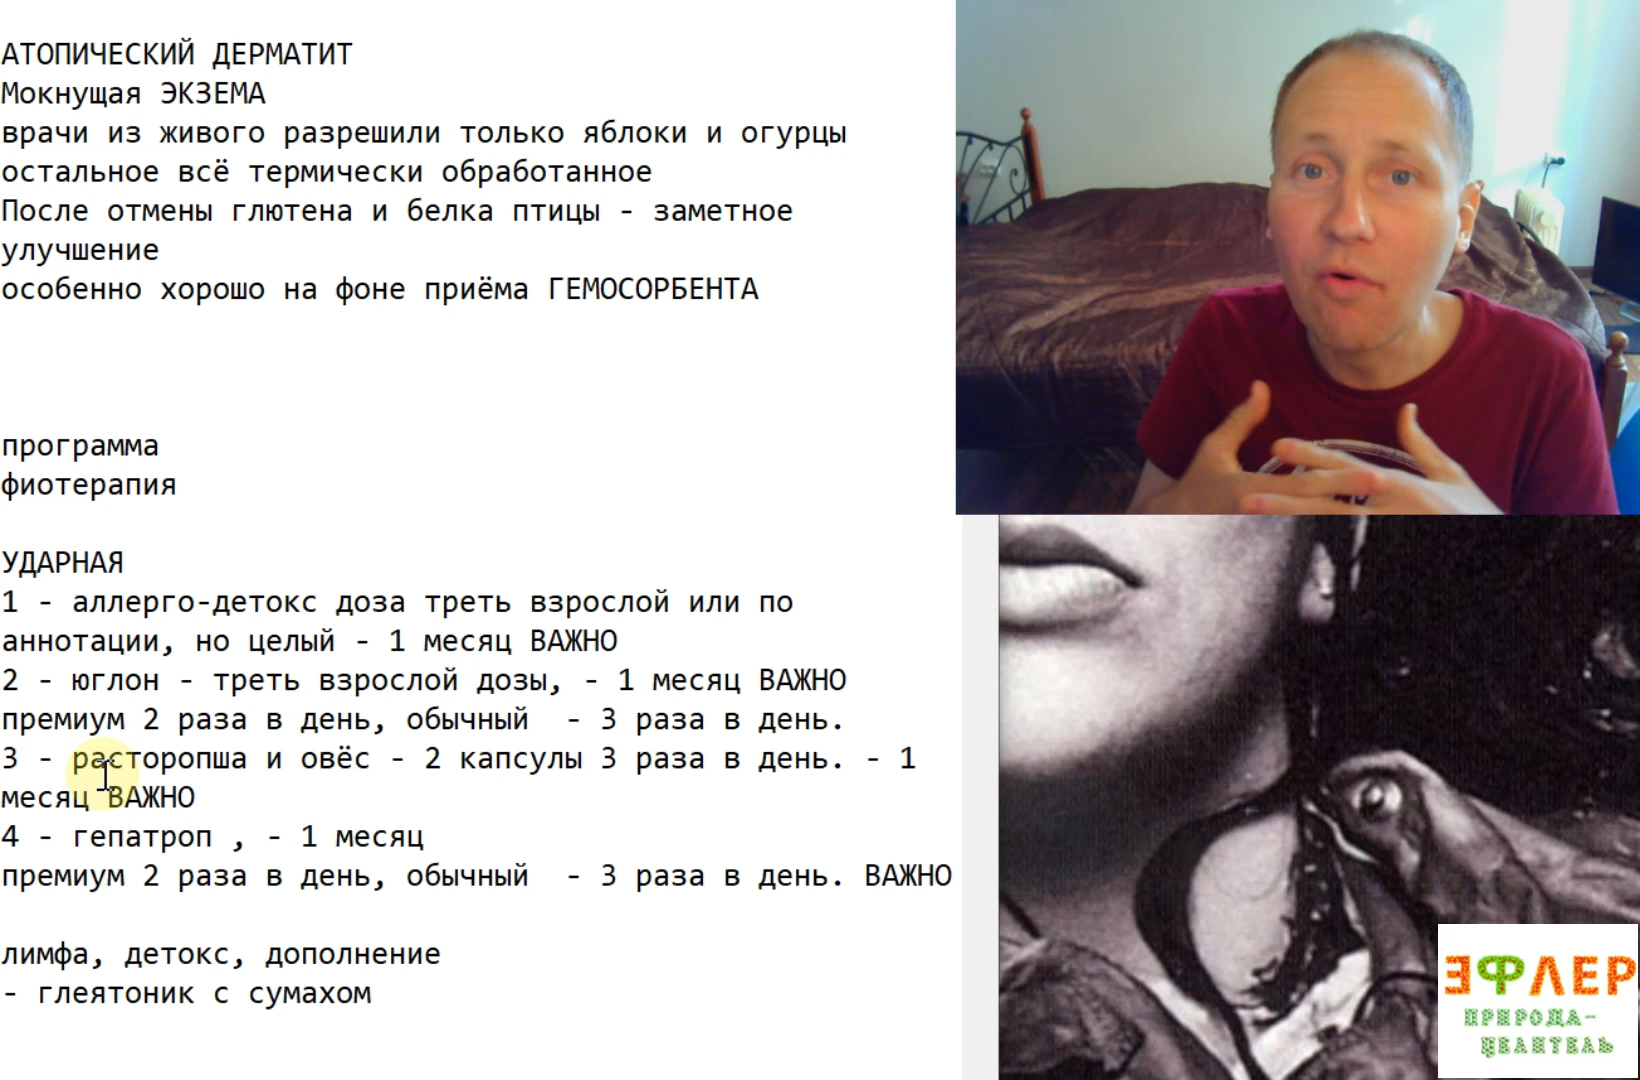 АТОПИЧЕСКИЙ ДЕРМАТИТ
Мокнущая ЭКЗЕМА
врачи из живого разрешили только яблоки и огурцы
остальное всё термически обработанное
После отмены глютена и белка птицы - заметное
улучшение
особенно хорошо на фоне приёма ГЕМОСОРБЕНТА
программа
фиотерапия
УДАРНАЯ
1 - аллерго-детокс доза треть взрослой или по
аннотации, но целый - 1 месяц ВАЖНО
2 - юглон - треть взрослой дозы, - 1 месяц ВАЖНО
премиум 2 раза в день, обычный  - 3 раза в день.
3 - расторопша и овёс - 2 капсулы 3 раза в день. - 1
месяц ВАЖНО
4 - гепатроп , - 1 месяц
премиум 2 раза в день, обычный  - 3 раза в день. ВАЖНО
лимфа, детокс, дополнение
- глеятоник с сумахом
ЭФЛЕР
ПРИРОДА-
ЦЕЛИТЕЛЬ